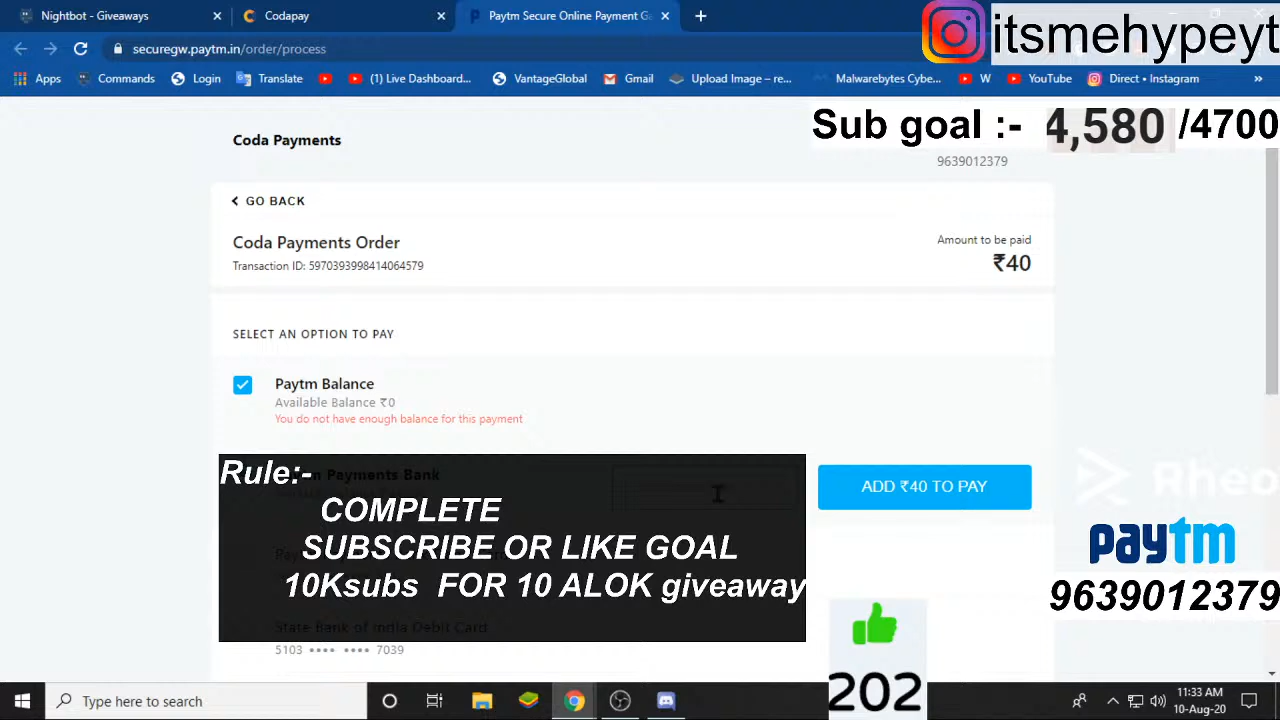 Nightbot - Giveaways
Codapay
Paytm Secure Online Payment Ga
securegw.paytm.in/order/process
itsmehypeyt
Apps
Commands
Login
Translate
(1) Live Dashboard...
VantageGlobal
Gmail
Upload Image – re...
Malwarebytes Cybe...
W
YouTube
Direct • Instagram
»
Sub goal :- 4,580 /4700
Coda Payments
9639012379
GO BACK
Coda Payments Order
Amount to be paid
Transaction ID: 5970393998414064579
₹40
SELECT AN OPTION TO PAY
Paytm Balance
Available Balance ₹0
You do not have enough balance for this payment
Rule:-
Payments Bank
COMPLETE
SUBSCRIBE OR LIKE GOAL
10Ksubs FOR 10 ALOK giveaway
ADD ₹40 TO PAY
Rheo
paytm
9639012379
State Bank of India Debit Card
5103 •••• •••• 7039
202
Type here to search
11:33 AM
10-Aug-20